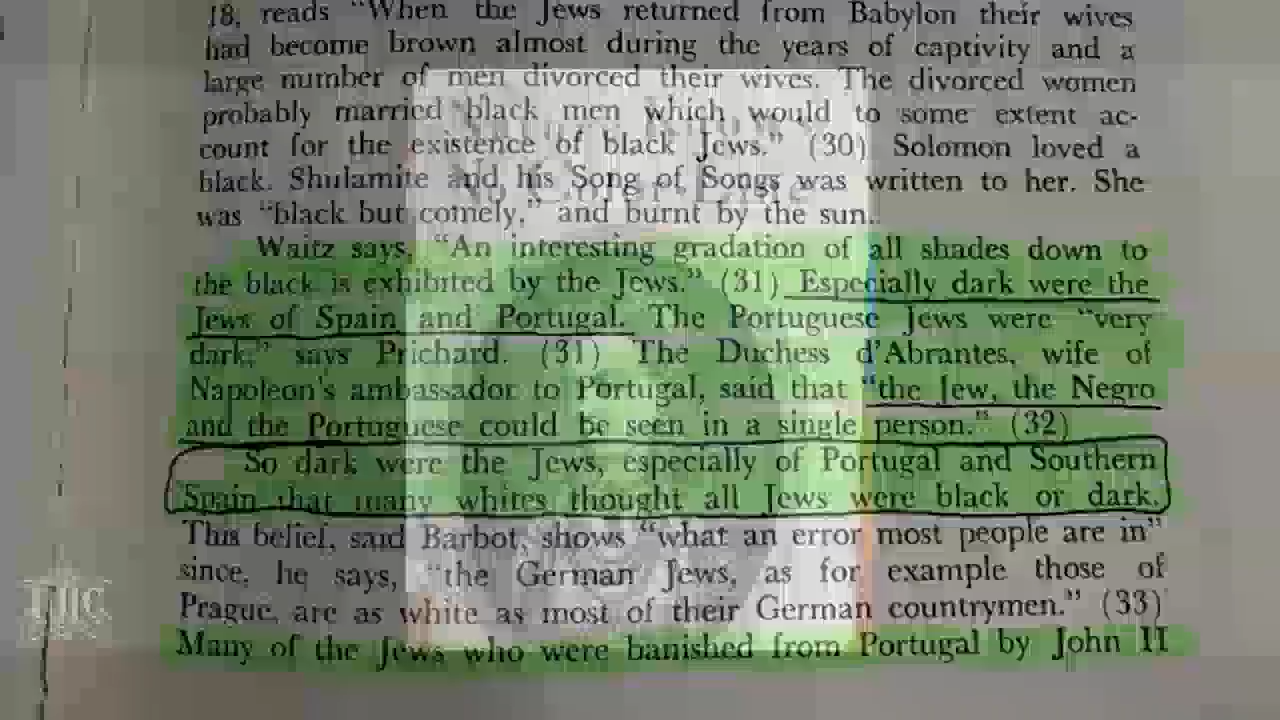 18, reads "When the Jews returned from Babylon their wives
had become brown almost during the years of captivity and a
large number of men divorced their wives. The divorced women
probably married black men which would to some extent ac-
count for the existence of black Jews." (30) Solomon loved a
black. Shulamite and his Song of Songs was written to her. She
was "black but comely," and burnt by the sun.
Waitz says, "An interesting gradation of all shades down to
the black is exhibited by the Jews." (31) Especially dark were the
Jews of Spain and Portugal. The Portuguese Jews were "very
dark," says Prichard. (31) The Duchess d'Abrantes, wife of
Napoleon's ambassador to Portugal, said that "the Jew, the Negro
and the Portuguese could be seen in a single person." (32)
So dark were the Jews, especially of Portugal and Southern
Spain that many whites thought all Jews were black or dark.
This belief, said Barbot, shows "what an error most people are in"
since, he says, "the German Jews, as for example those of
Prague, are as white as most of their German countrymen." (33)
Many of the Jews who were banished from Portugal by John II